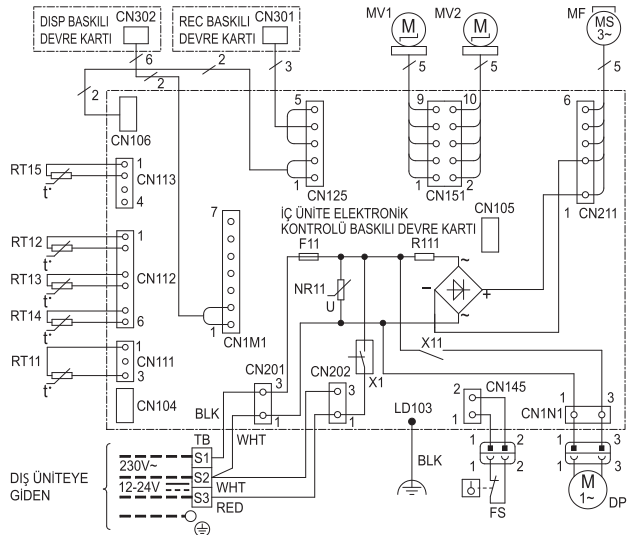 DISP BASKILI
DEVRE KARTI
CN302
REC BASKILI
DEVRE KARTI
CN301
MV1
M
MV2
M
MF
MS
3~
6
2
2
3
5
5
5
2
CN106
5
1
CN125
9
10
1
2
CN151
6
1
CN211
RT15
t°
1
CN113
4
İÇ ÜNİTE ELEKTRONİK
KONTROLÜ BASKILI DEVRE KARTI
CN105
7
1
CN1M1
F11
R111
~
−
+
~
NR11
U
RT12
t°
RT13
t°
RT14
t°
1
CN112
6
RT11
t°
1
CN111
3
CN104
X11
X1
CN201
3
1
CN202
3
1
BLK
WHT
LD103
BLK
2
CN145
1
CN1N1
1
3
1
2
1
2
FS
1
3
1
3
M
1~
DP
TB
DIŞ ÜNİTEYE
GİDEN
230V~
S1
12-24V
S2
WHT
S3
RED